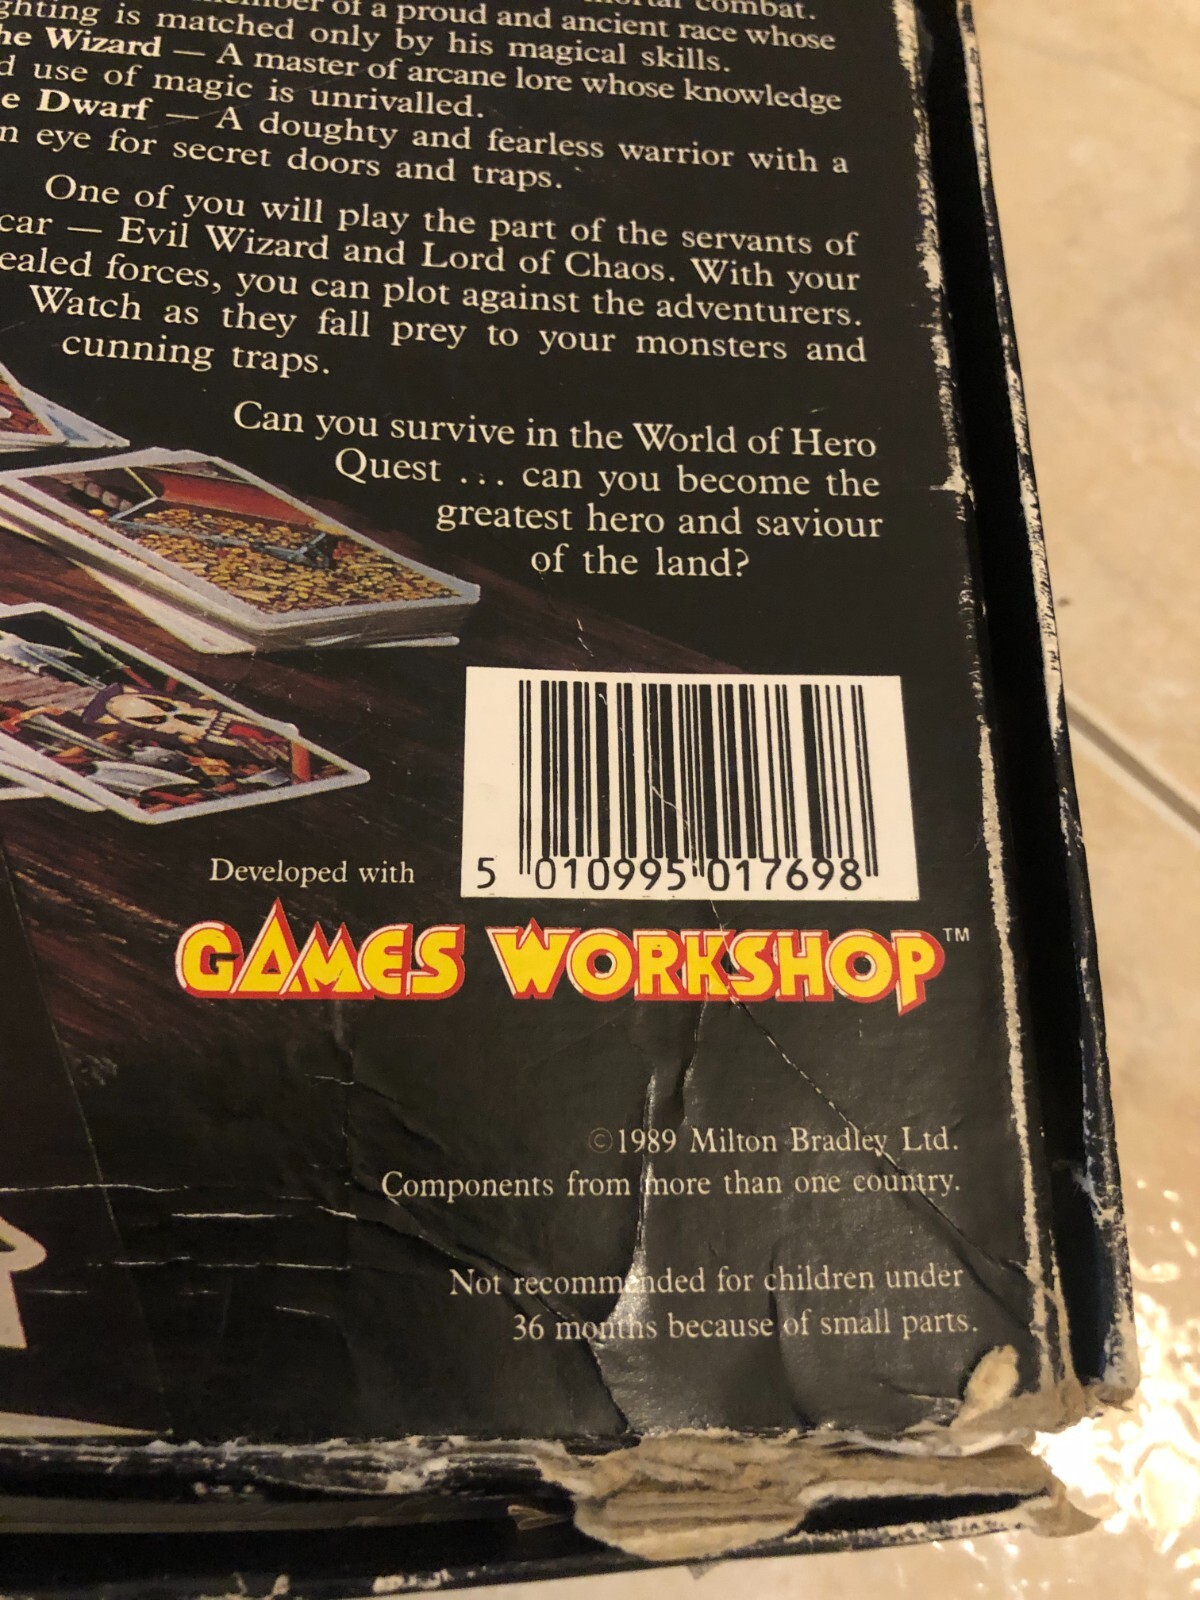 of a proud and ancient race whose
ghting is matched only by his magical skills.
he Wizard — A master of arcane lore whose knowledge
d use of magic is unrivalled.
e Dwarf — A doughty and fearless warrior with a
n eye for secret doors and traps.
One of you will play the part of the servants of
car — Evil Wizard and Lord of Chaos. With your
ealed forces, you can plot against the adventurers.
Watch as they fall prey to your monsters and
cunning traps.
Can you survive in the World of Hero
Quest ... can you become the
greatest hero and saviour
of the land?
5 010995 017698
Developed with
GAMES WORKSHOP™
©1989 Milton Bradley Ltd.
Components from more than one country.
Not recommended for children under
36 months because of small parts.